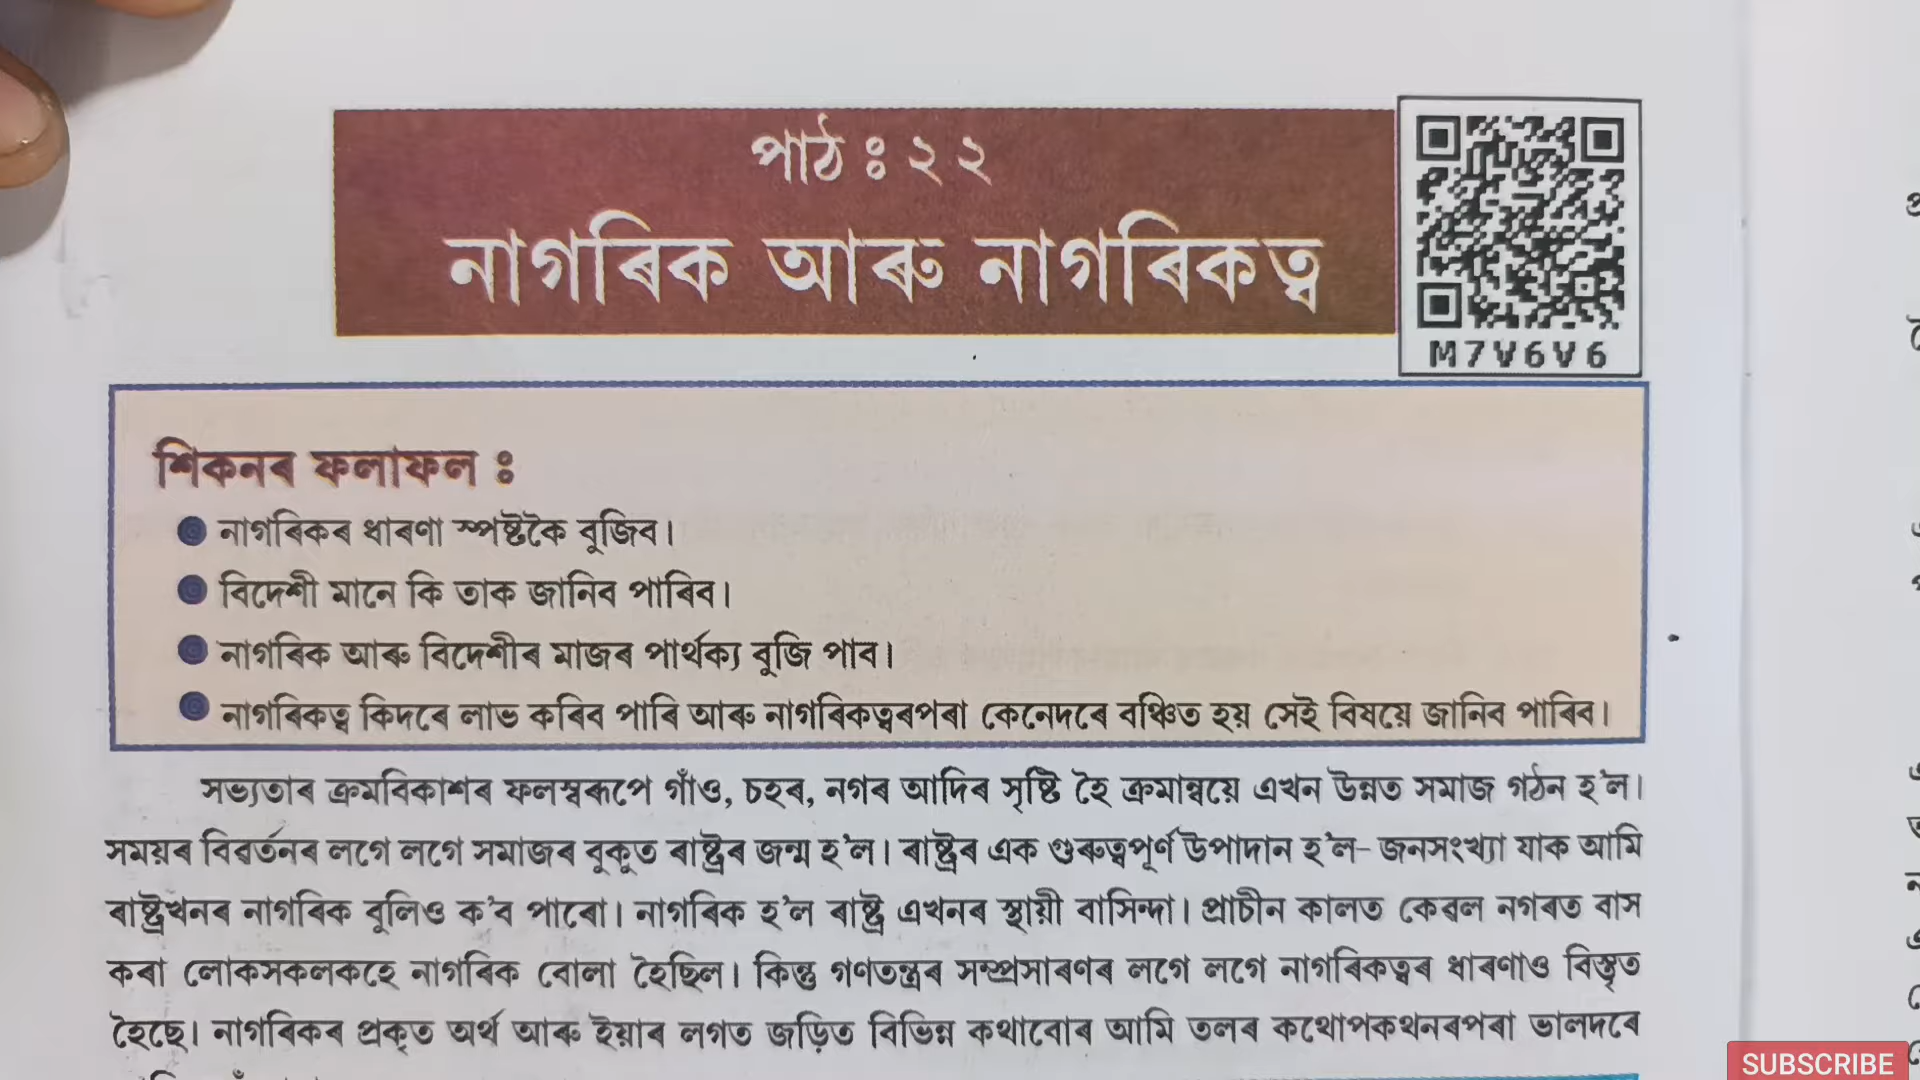 পাঠ ঃ ২২
নাগৰিক আৰু নাগৰিকত্ব
M7V6V6
শিকনৰ ফলাফল ঃ
নাগৰিকৰ ধাৰণা স্পষ্টকৈ বুজিব।
বিদেশী মানে কি তাক জানিব পাৰিব।
নাগৰিক আৰু বিদেশীৰ মাজৰ পাৰ্থক্য বুজি পাব।
নাগৰিকত্ব কিদৰে লাভ কৰিব পাৰি আৰু নাগৰিকত্বৰপৰা কেনেদৰে বঞ্চিত হয় সেই বিষয়ে জানিব পাৰিব।
সভ্যতাৰ ক্ৰমবিকাশৰ ফলস্বৰূপে গাঁও, চহৰ, নগৰ আদিৰ সৃষ্টি হৈ ক্ৰমান্বয়ে এখন উন্নত সমাজ গঠন হ'ল।
সময়ৰ বিৱৰ্তনৰ লগে লগে সমাজৰ বুকুত ৰাষ্ট্ৰৰ জন্ম হ'ল। ৰাষ্ট্ৰৰ এক গুৰুত্বপূৰ্ণ উপাদান হ'ল- জনসংখ্যা যাক আমি
ৰাষ্ট্ৰখনৰ নাগৰিক বুলিও ক'ব পাৰো। নাগৰিক হ'ল ৰাষ্ট্ৰ এখনৰ স্থায়ী বাসিন্দা। প্ৰাচীন কালত কেৱল নগৰত বাস
কৰা লোকসকলকহে নাগৰিক বোলা হৈছিল। কিন্তু গণতন্ত্ৰৰ সম্প্ৰসাৰণৰ লগে লগে নাগৰিকত্বৰ ধাৰণাও বিস্তৃত
হৈছে। নাগৰিকৰ প্ৰকৃত অৰ্থ আৰু ইয়াৰ লগত জড়িত বিভিন্ন কথাবোৰ আমি তলৰ কথোপকথনৰপৰা ভালদৰে
SUBSCRIBE